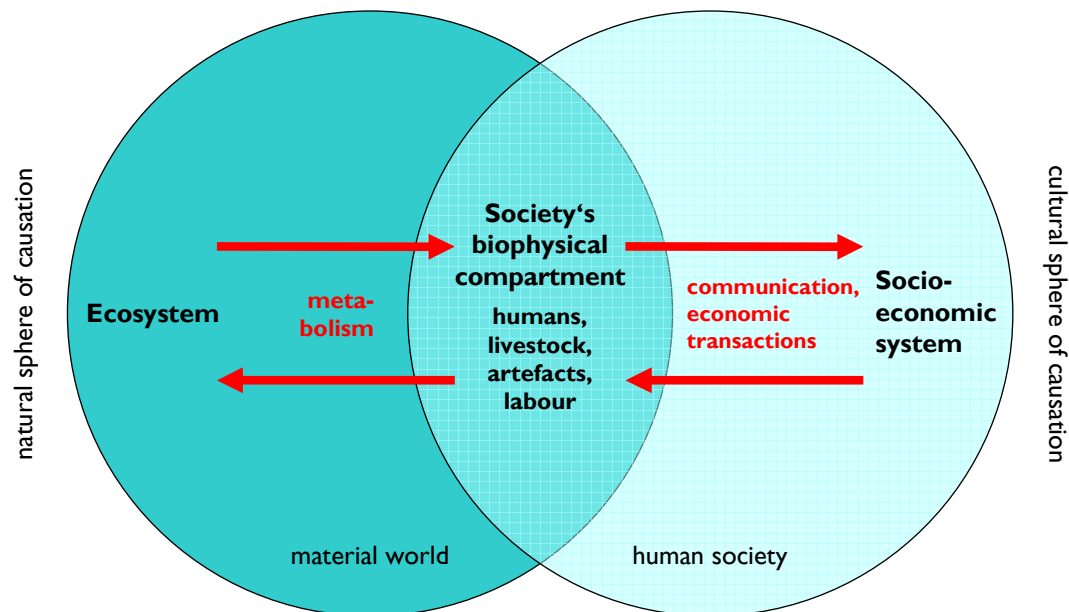 natural sphere of causation
Ecosystem
meta-
bolism
Society‘s
biophysical
compartment
humans,
livestock,
artefacts,
labour
communication,
economic
transactions
Socio-
economic
system
cultural sphere of causation
material world
human society